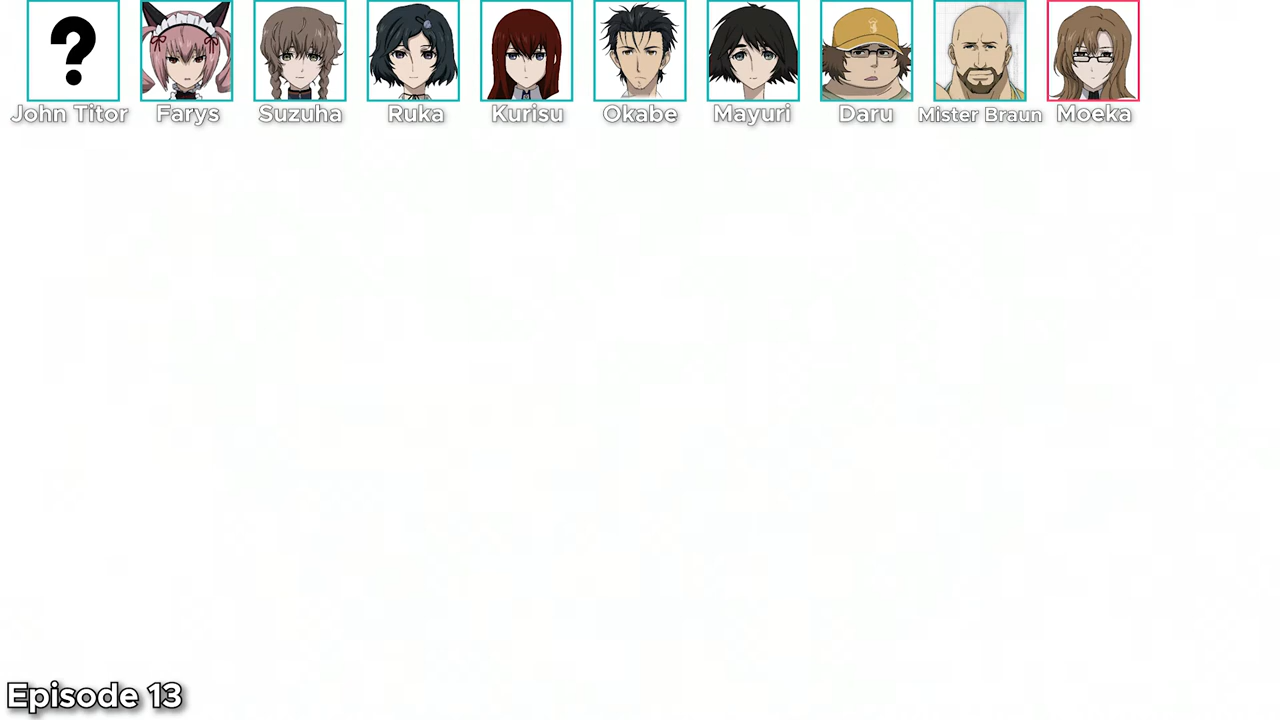 ?
John Titor
Farys
Suzuha
Ruka
Kurisu
Okabe
Mayuri
Daru
Mister Braun
Moeka
Episode 13